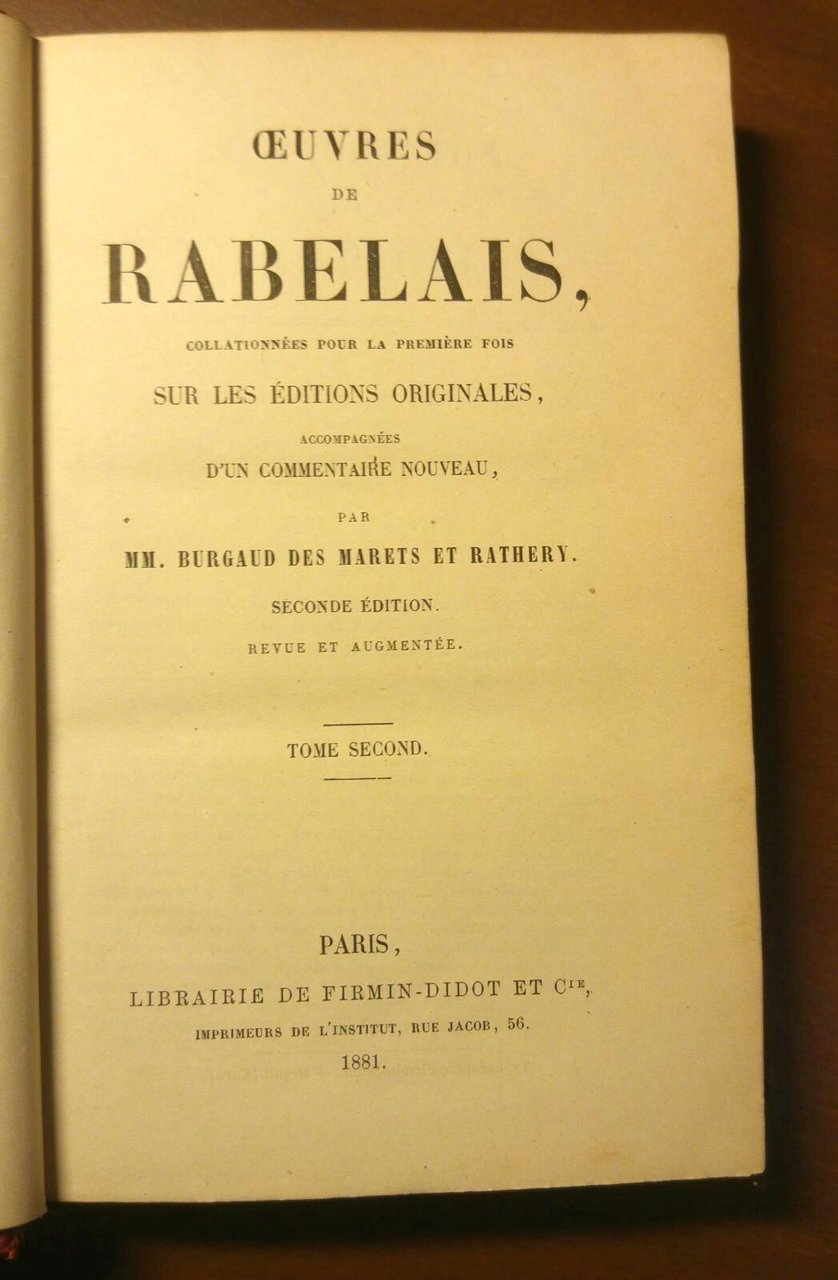 ŒUVRES
DE
RABELAIS,
COLLATIONNÉES POUR LA PREMIÈRE FOIS
SUR LES ÉDITIONS ORIGINALES,
ACCOMPAGNÉES
D'UN COMMENTAIRE NOUVEAU,
PAR
MM. BURGAUD DES MARETS ET RATHERY.
SECONDE ÉDITION.
REVUE ET AUGMENTÉE.
TOME SECOND.
PARIS,
LIBRAIRIE DE FIRMIN-DIDOT ET CIE,
IMPRIMEURS DE L'INSTITUT, RUE JACOB, 56.
1881.